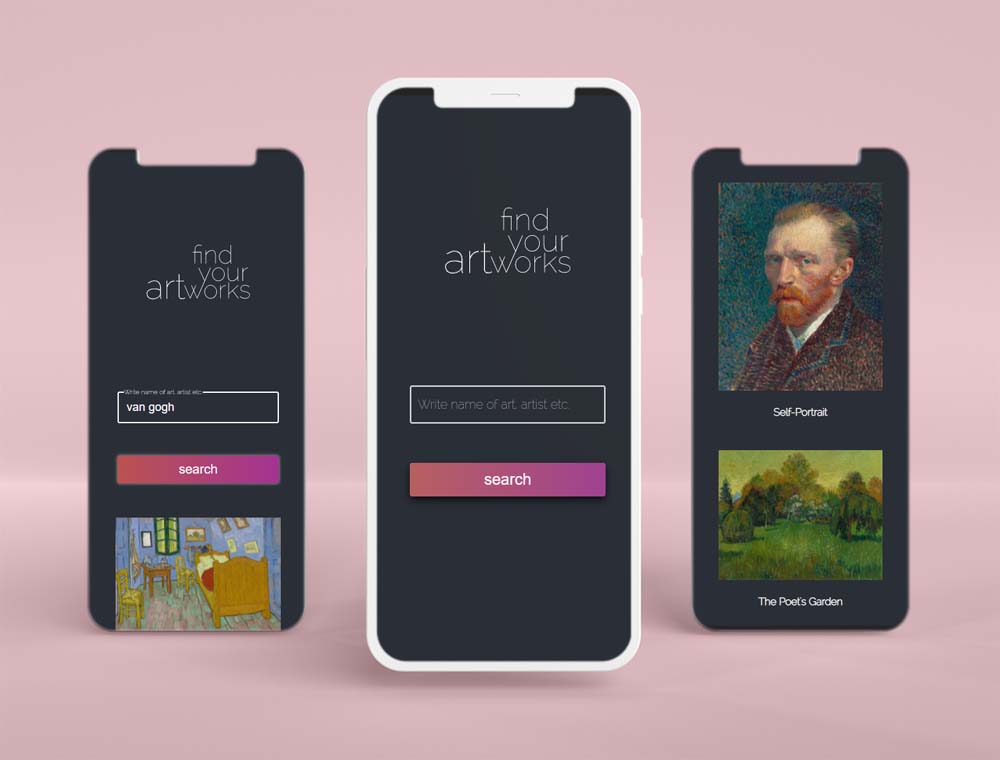 find
your
artworks
Write name of art, artist etc.
van gogh
search
find
your
artworks
Write name of art, artist etc.
search
Self-Portrait
The Poet's Garden